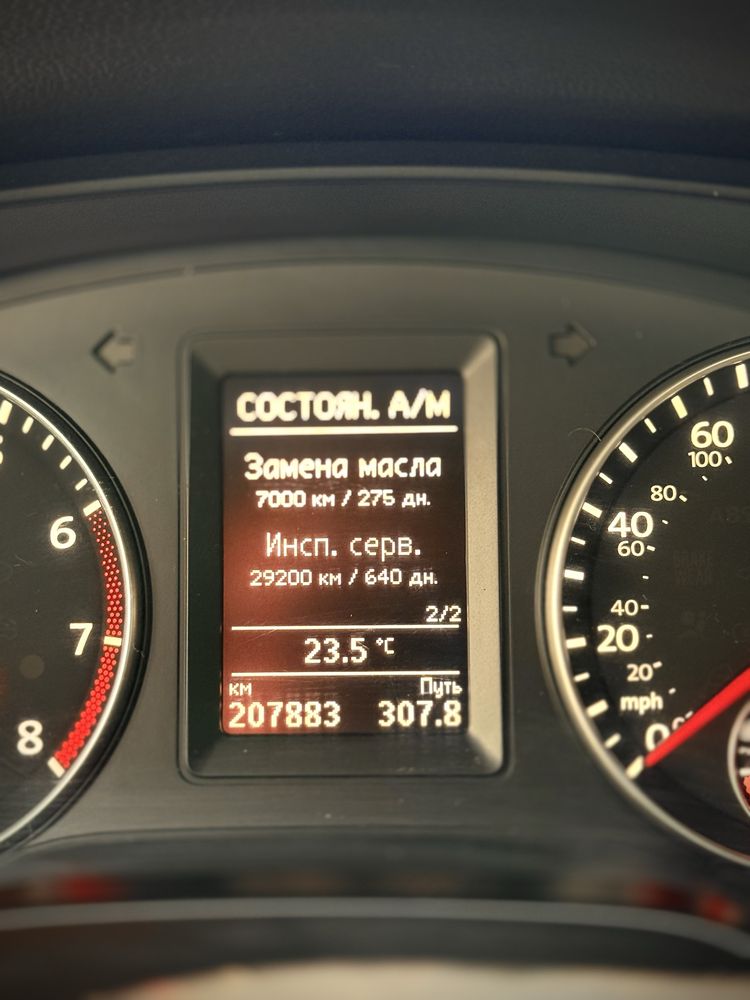 СОСТОЯН. А/М
Замена масла
7000 км / 275 дн.
Инсп. серв.
29200 км / 640 дн.
2/2
23.5 °C
км Путь
207883 307.8
6
7
8
60
100
80
40
60
40
20
20
mph
0